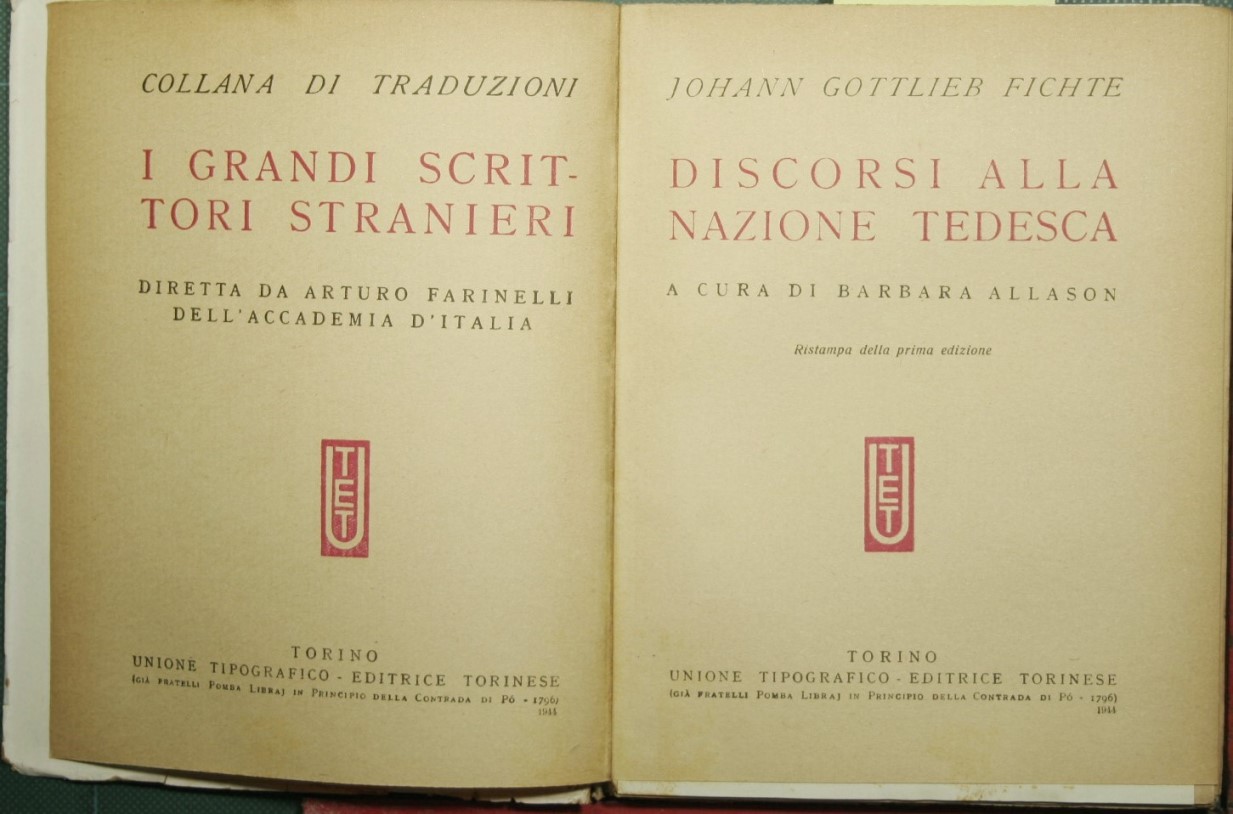 COLLANA DI TRADUZIONI
I GRANDI SCRIT-
TORI STRANIERI
DIRETTA DA ARTURO FARINELLI
DELL'ACCADEMIA D'ITALIA
UTET
TORINO
UNIONE TIPOGRAFICO - EDITRICE TORINESE
(GIÀ FRATELLI POMBA LIBRAJ IN PRINCIPIO DELLA CONTRADA DI PÒ - 1796)
1944
JOHANN GOTTLIEB FICHTE
DISCORSI ALLA
NAZIONE TEDESCA
A CURA DI BARBARA ALLASON
Ristampa della prima edizione
UTET
TORINO
UNIONE TIPOGRAFICO - EDITRICE TORINESE
(GIÀ FRATELLI POMBA LIBRAJ IN PRINCIPIO DELLA CONTRADA DI PÒ - 1796)
1944